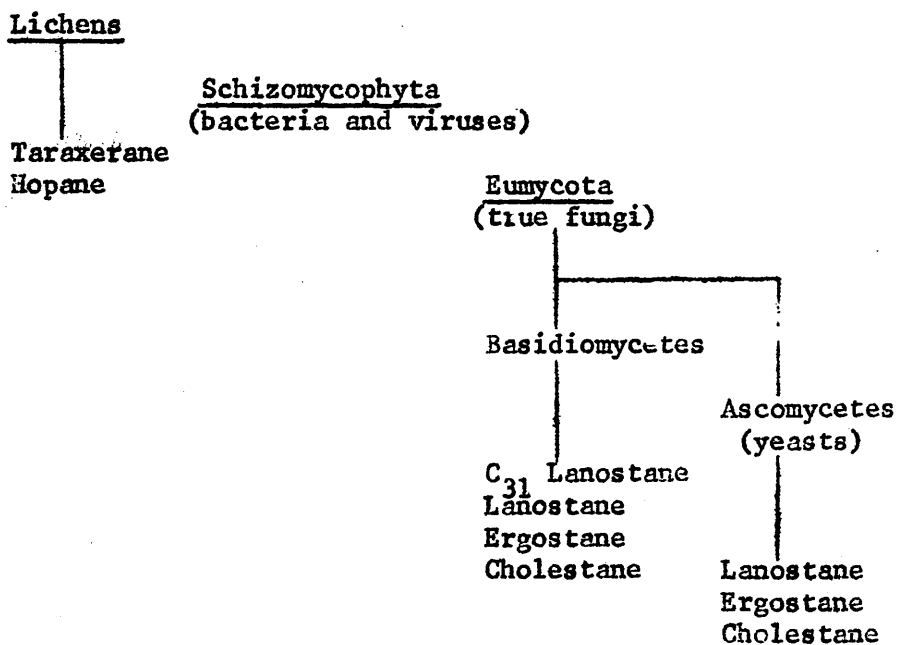 Lichens
Taraxerane
Hopane
Schizomycophyta
(bacteria and viruses)
Eumycota
(true fungi)
Basidiomycetes
C31 Lanostane
Lanostane
Ergostane
Cholestane
Ascomycetes
(yeasts)
Lanostane
Ergostane
Cholestane